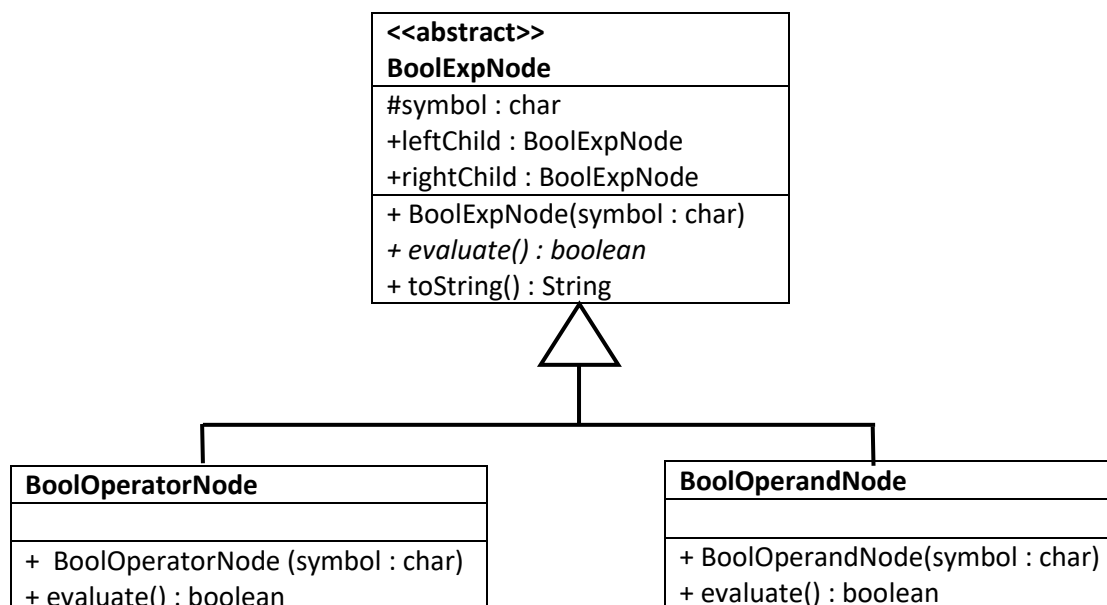 <<abstract>>
BoolExpNode
#symbol : char
+leftChild : BoolExpNode
+rightChild : BoolExpNode
+ BoolExpNode(symbol : char)
+ evaluate() : boolean
+ toString() : String
BoolOperatorNode
+ BoolOperatorNode (symbol : char)
+ evaluate() : boolean
BoolOperandNode
+ BoolOperandNode(symbol : char)
+ evaluate() : boolean